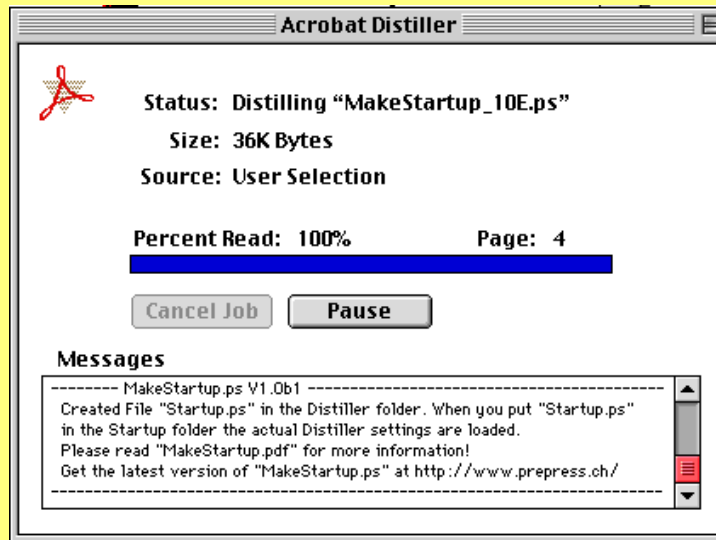 Acrobat Distiller
Status: Distilling “MakeStartup_10E.ps”
Size: 36K Bytes
Source: User Selection
Percent Read: 100% Page: 4
Cancel Job Pause
Messages
-------- MakeStartup.ps V1.0b1 ------------------------------------------
Created File "Startup.ps" in the Distiller folder. When you put "Startup.ps"
in the Startup folder the actual Distiller settings are loaded.
Please read "MakeStartup.pdf" for more information!
Get the latest version of "MakeStartup.ps" at http://www.prepress.ch/
------------------------------------------------------------------------